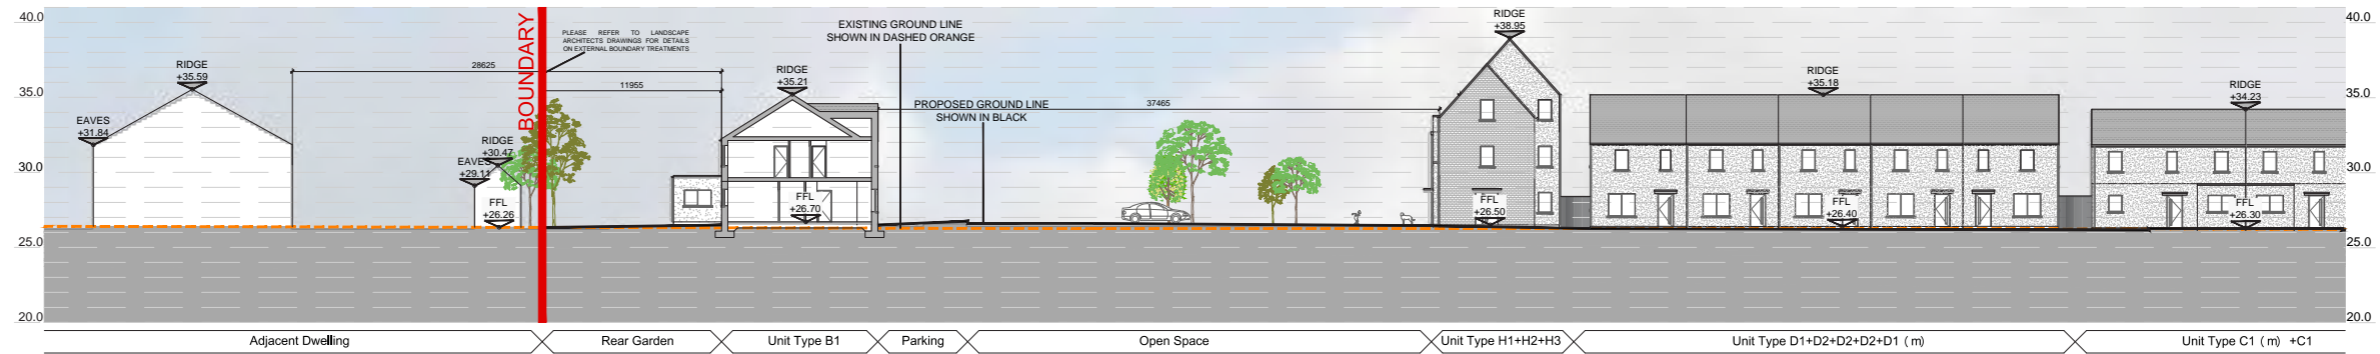 40.0
35.0
30.0
25.0
20.0
EAVES
+31.84
RIDGE
+35.59
EAVES
+29.11
RIDGE
+30.47
FFL
+26.26
BOUNDARY
PLEASE REFER TO LANDSCAPE
ARCHITECTS DRAWINGS FOR DETAILS
ON EXTERNAL BOUNDARY TREATMENTS
28625
11955
RIDGE
+35.21
FFL
+26.70
EXISTING GROUND LINE
SHOWN IN DASHED ORANGE
PROPOSED GROUND LINE
SHOWN IN BLACK
37465
RIDGE
+38.95
FFL
+26.50
RIDGE
+35.18
FFL
+26.40
RIDGE
+34.23
FFL
+26.30
40.0
35.0
30.0
25.0
20.0
Adjacent Dwelling
Rear Garden
Unit Type B1
Parking
Open Space
Unit Type H1+H2+H3
Unit Type D1+D2+D2+D2+D1 (m)
Unit Type C1 (m) +C1